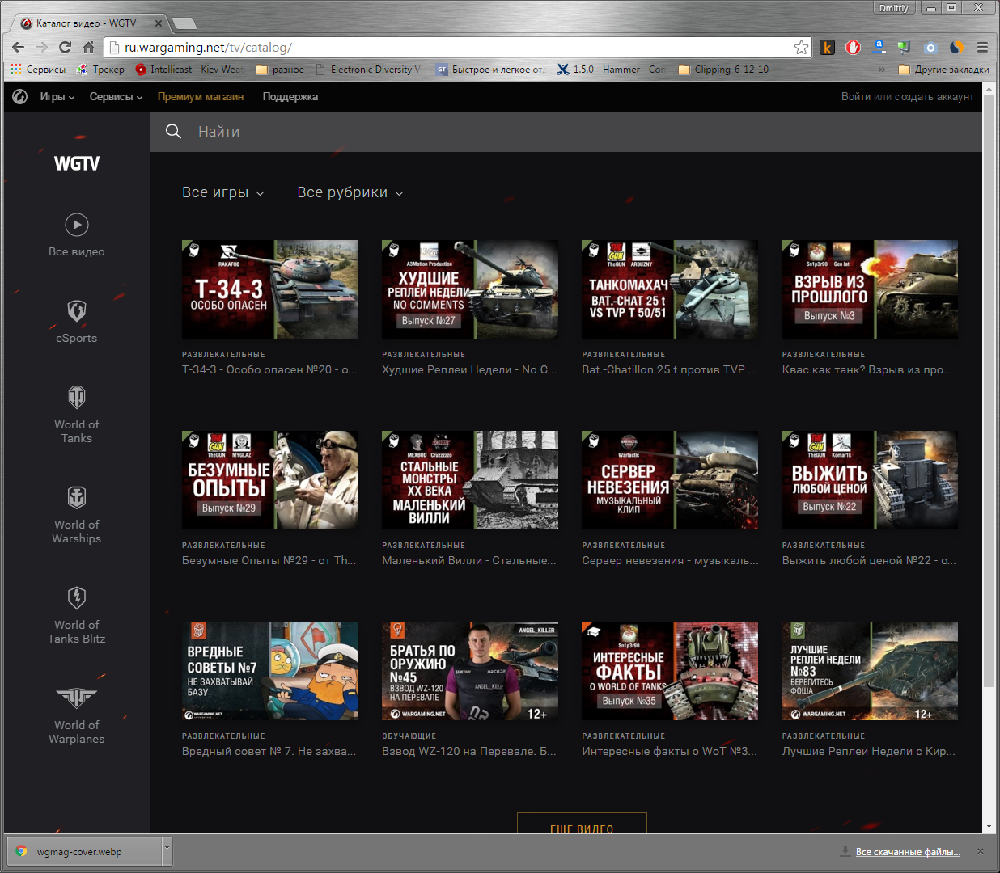 Dmitriy
Каталог видео - WGTV
ru.wargaming.net/tv/catalog/
Сервисы
Трекер
Intellicast - Kiev Weat
разное
Electronic Diversity Vi
Быстрое и легкое от
1.5.0 - Hammer - Con
Clipping-6-12-10
Другие закладки
Игры
Сервисы
Премиум магазин
Поддержка
Войти или создать аккаунт
WGTV
Найти
Все видео
eSports
World of
Tanks
World of
Warships
World of
Tanks Blitz
World of
Warplanes
Все игры
Все рубрики
RAKAFOB
Т-34-3
ОСОБО ОПАСЕН
РАЗВЛЕКАТЕЛЬНЫЕ
Т-34-3 - Особо опасен №20 - о...
A3Motion Production
ХУДШИЕ
РЕПЛЕИ НЕДЕЛИ
NO COMMENTS
Выпуск №27
РАЗВЛЕКАТЕЛЬНЫЕ
Худшие Реплеи Недели - No C...
THE GUN
TheGUN
ARBUZNY
ТАНКОМАХАЧ
BAT.-CHAT 25 t
VS TVP T 50/51
РАЗВЛЕКАТЕЛЬНЫЕ
Bat.-Chatillon 25 t против TVP ...
Sn1p3r90
Gen lat
ВЗРЫВ ИЗ
ПРОШЛОГО
Выпуск №3
РАЗВЛЕКАТЕЛЬНЫЕ
Квас как танк? Взрыв из про...
THE GUN
TheGUN
MYGLAZ
БЕЗУМНЫЕ
ОПЫТЫ
Выпуск №29
РАЗВЛЕКАТЕЛЬНЫЕ
Безумные Опыты №29 - от Th...
MEXBOD
Cruzzzzzo
СТАЛЬНЫЕ
МОНСТРЫ
XX ВЕКА
МАЛЕНЬКИЙ
ВИЛЛИ
РАЗВЛЕКАТЕЛЬНЫЕ
Маленький Вилли - Стальные...
Wartactic
СЕРВЕР
НЕВЕЗЕНИЯ
МУЗЫКАЛЬНЫЙ
КЛИП
РАЗВЛЕКАТЕЛЬНЫЕ
Сервер невезения - музыкаль...
THE GUN
TheGUN
Komar1k
ВЫЖИТЬ
ЛЮБОЙ ЦЕНОЙ
Выпуск №22
РАЗВЛЕКАТЕЛЬНЫЕ
Выжить любой ценой №22 - о...
ВРЕДНЫЕ
СОВЕТЫ №7
НЕ ЗАХВАТЫВАЙ
БАЗУ
WARGAMING.NET
РАЗВЛЕКАТЕЛЬНЫЕ
Вредный совет № 7. Не захва...
ANGEL_KILLER
БРАТЬЯ ПО
ОРУЖИЮ
№45
ВЗВОД WZ-120
НА ПЕРЕВАЛЕ
ANGEL_KILLER
WARGAMING.NET
12+
ОБУЧАЮЩИЕ
Взвод WZ-120 на Перевале. Б...
Sn1p3r90
ИНТЕРЕСНЫЕ
ФАКТЫ
О WORLD OF TANKS
Выпуск №35
РАЗВЛЕКАТЕЛЬНЫЕ
Интересные факты о WoT №3...
ЛУЧШИЕ
РЕПЛЕИ НЕДЕЛИ
№83
БЕРЕГИТЕСЬ
ФОША
WARGAMING.NET
12+
РАЗВЛЕКАТЕЛЬНЫЕ
Лучшие Реплеи Недели с Кир...
ЕЩЕ ВИДЕО
wgmag-cover.webp
Все скачанные файлы...